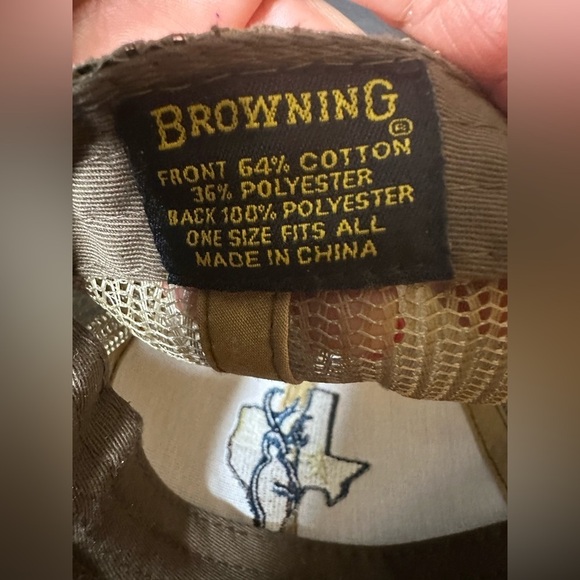 BROWNING ®
FRONT 64% COTTON
36% POLYESTER
BACK 100% POLYESTER
ONE SIZE FITS ALL
MADE IN CHINA